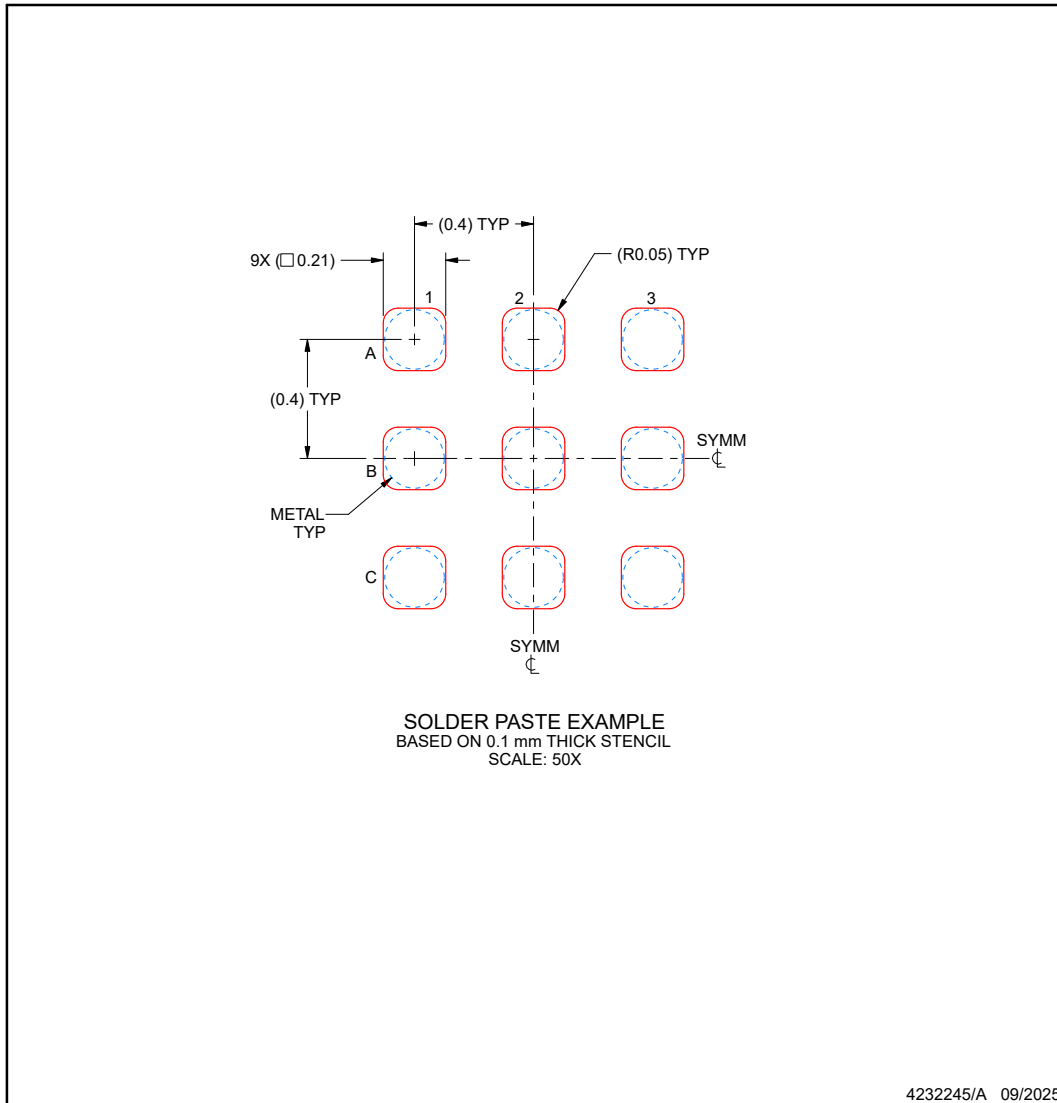 (0.4) TYP
9X (□ 0.21)
(R0.05) TYP
1
2
3
A
(0.4) TYP
SYMM
℄
B
METAL
TYP
C
SYMM
℄
SOLDER PASTE EXAMPLE
BASED ON 0.1 mm THICK STENCIL
SCALE: 50X
4232245/A 09/2025